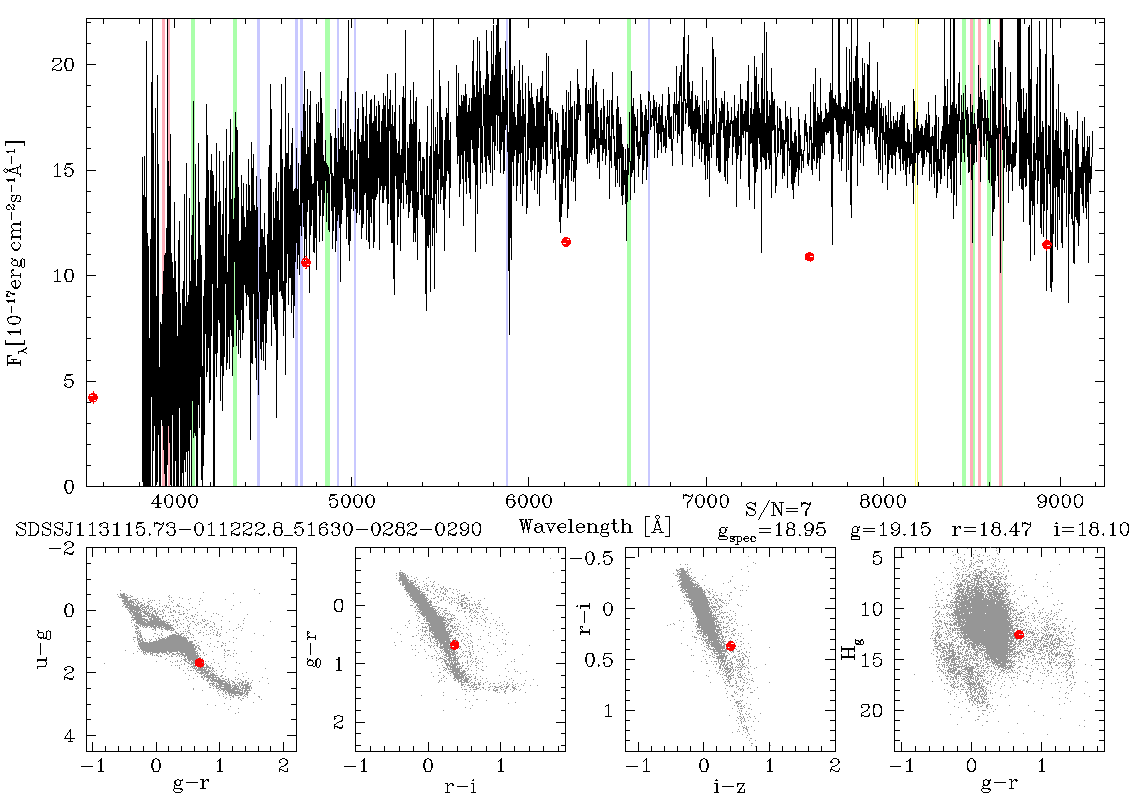 20
15
10
5
0
F_λ [10^−17 erg cm^−2 s^−1 Å^−1]
4000 5000 6000 7000 8000 9000
S/N=7
SDSSJ113115.73−011222.8_51630−0282−0290 Wavelength [Å] g_spec=18.95 g=19.15 r=18.47 i=18.10
−2
0
2
4
u−g
−1 0 1 2
g−r
0
1
2
g−r
0 1
r−i
−0.5
0
0.5
1
r−i
−1 0 1 2
i−z
5
10
15
20
H_g
−1 0 1
g−r